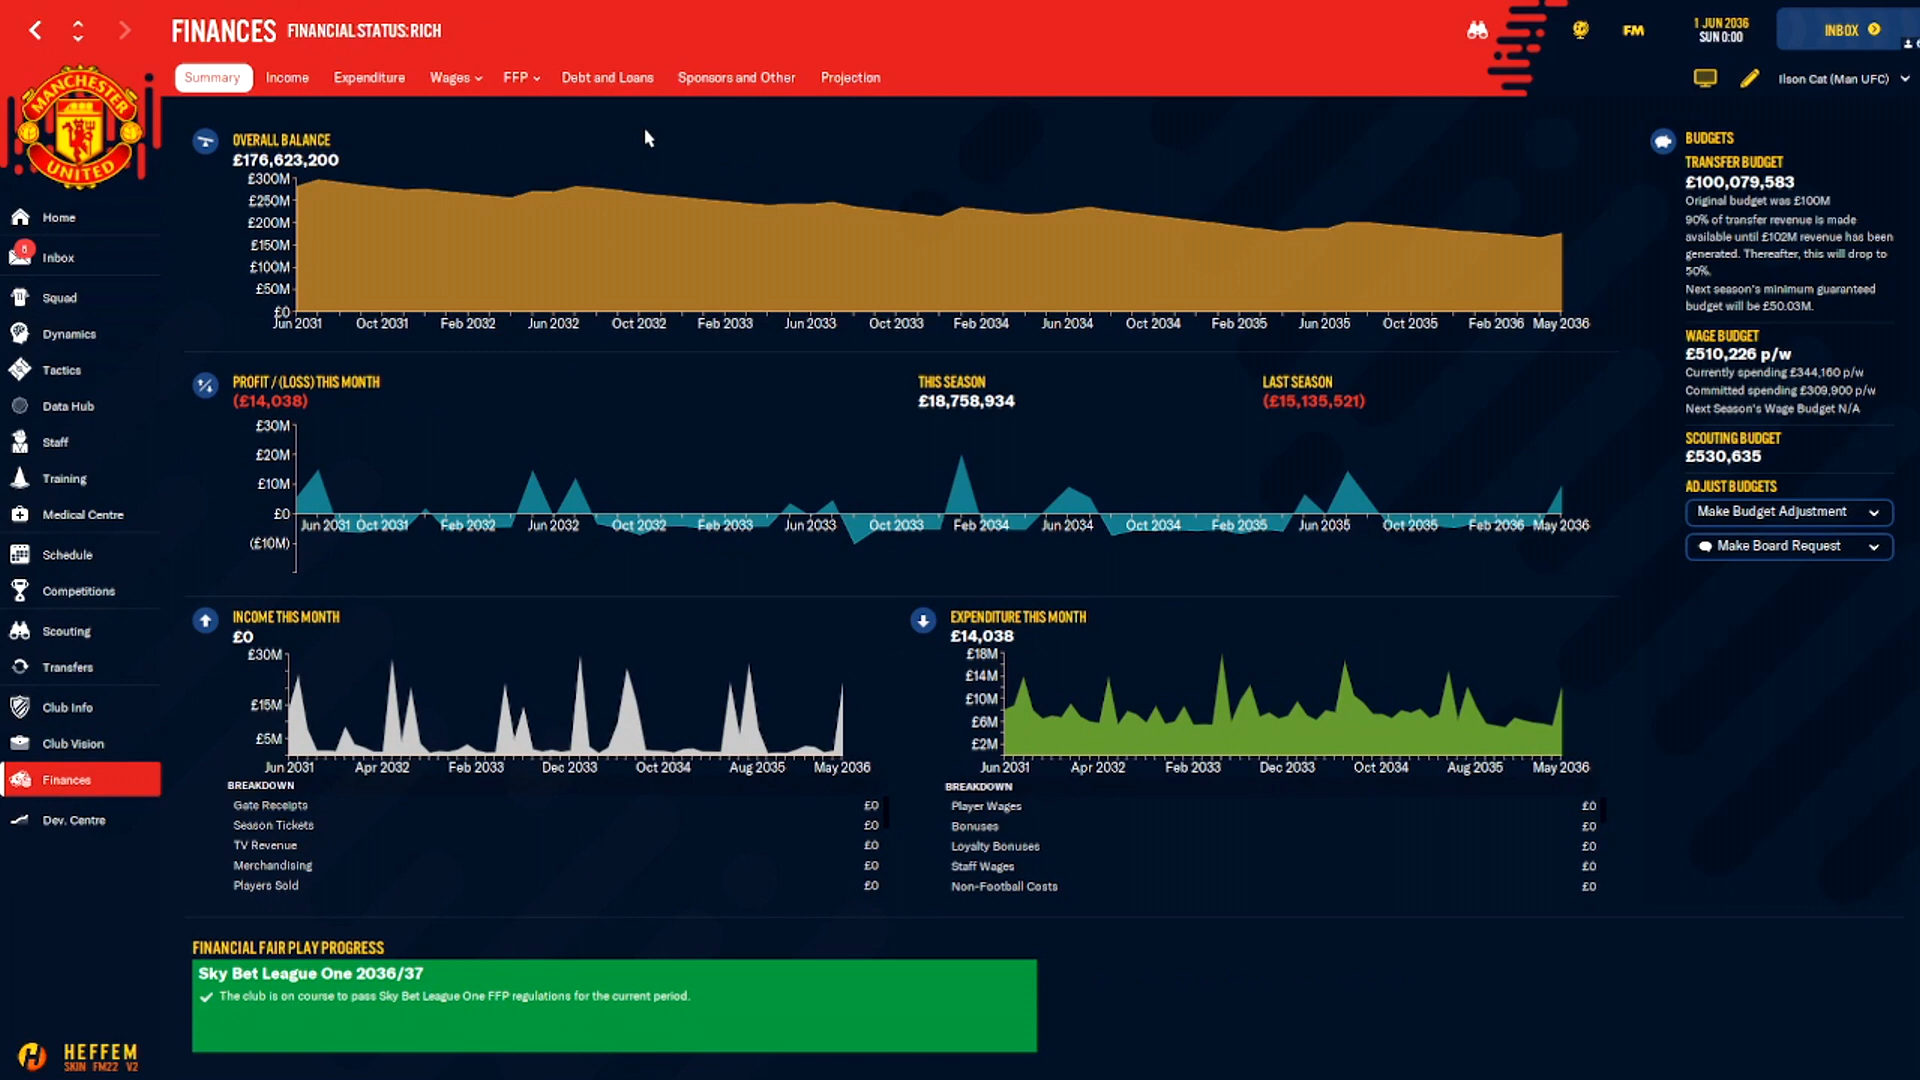 FINANCES FINANCIAL STATUS: RICH
1 JUN 2036
SUN 0:00
FM
INBOX
6
Summary Income Expenditure Wages FFP Debt and Loans Sponsors and Other Projection
Ilson Cat (Man UFC)
MANCHESTER
UNITED
Home
8
Inbox
Squad
Dynamics
Tactics
Data Hub
Staff
Training
Medical Centre
Schedule
Competitions
Scouting
Transfers
Club Info
Club Vision
Finances
Dev. Centre
HEFFEM
SKIN FM22 V2
OVERALL BALANCE
£176,623,200
£300M
£250M
£200M
£150M
£100M
£50M
£0
Jun 2031 Oct 2031 Feb 2032 Jun 2032 Oct 2032 Feb 2033 Jun 2033 Oct 2033 Feb 2034 Jun 2034 Oct 2034 Feb 2035 Jun 2035 Oct 2035 Feb 2036 May 2036
PROFIT / (LOSS) THIS MONTH
(£14,038)
THIS SEASON
£18,758,934
LAST SEASON
(£15,135,521)
£30M
£20M
£10M
£0
(£10M)
Jun 2031 Oct 2031 Feb 2032 Jun 2032 Oct 2032 Feb 2033 Jun 2033 Oct 2033 Feb 2034 Jun 2034 Oct 2034 Feb 2035 Jun 2035 Oct 2035 Feb 2036 May 2036
INCOME THIS MONTH
£0
£30M
£15M
£5M
Jun 2031 Apr 2032 Feb 2033 Dec 2033 Oct 2034 Aug 2035 May 2036
BREAKDOWN
Gate Receipts £0
Season Tickets £0
TV Revenue £0
Merchandising £0
Players Sold £0
EXPENDITURE THIS MONTH
£14,038
£18M
£14M
£10M
£6M
£2M
Jun 2031 Apr 2032 Feb 2033 Dec 2033 Oct 2034 Aug 2035 May 2036
BREAKDOWN
Player Wages £0
Bonuses £0
Loyalty Bonuses £0
Staff Wages £0
Non-Football Costs £0
FINANCIAL FAIR PLAY PROGRESS
Sky Bet League One 2036/37
The club is on course to pass Sky Bet League One FFP regulations for the current period.
BUDGETS
TRANSFER BUDGET
£100,079,583
Original budget was £100M
90% of transfer revenue is made
available until £102M revenue has been
generated. Thereafter, this will drop to
50%.
Next season's minimum guaranteed
budget will be £50.03M.
WAGE BUDGET
£510,226 p/w
Currently spending £344,160 p/w
Committed spending £309,900 p/w
Next Season's Wage Budget N/A
SCOUTING BUDGET
£530,635
ADJUST BUDGETS
Make Budget Adjustment
Make Board Request